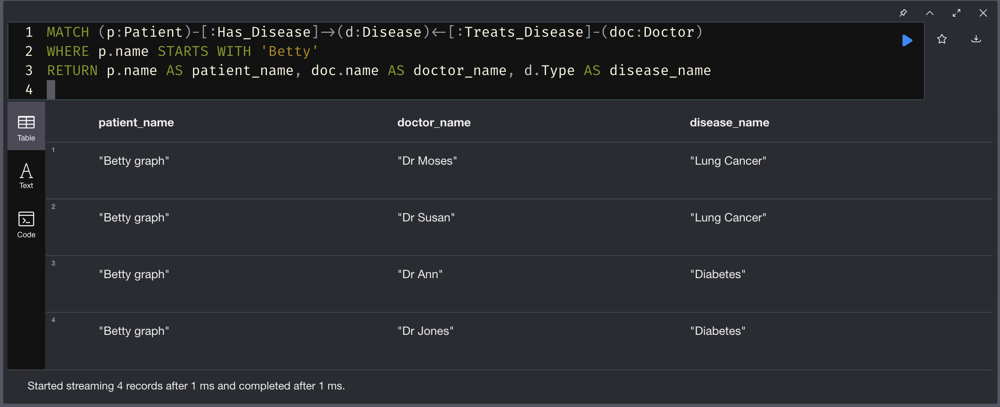 1 MATCH (p:Patient)-[:Has_Disease]->(d:Disease)<-[:Treats_Disease]-(doc:Doctor)
2 WHERE p.name STARTS WITH 'Betty'
3 RETURN p.name AS patient_name, doc.name AS doctor_name, d.Type AS disease_name
4
Table
Text
Code
patient_name doctor_name disease_name
1
"Betty graph" "Dr Moses" "Lung Cancer"
2
"Betty graph" "Dr Susan" "Lung Cancer"
3
"Betty graph" "Dr Ann" "Diabetes"
4
"Betty graph" "Dr Jones" "Diabetes"
Started streaming 4 records after 1 ms and completed after 1 ms.